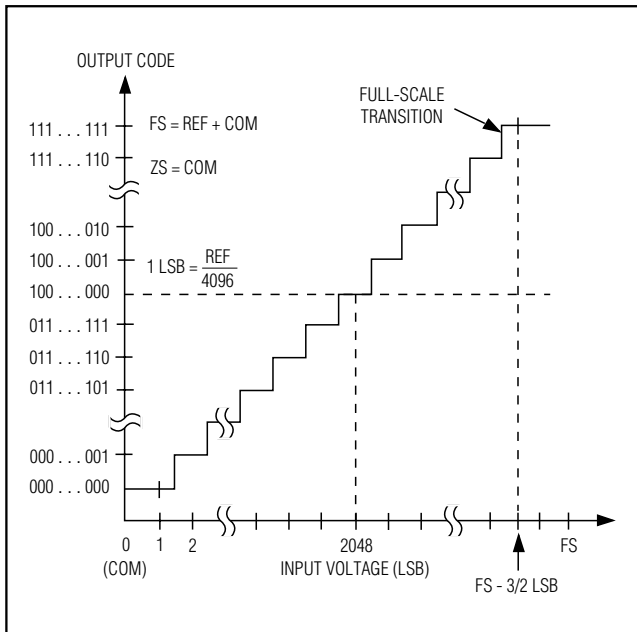 OUTPUT CODE
FULL-SCALE
TRANSITION
111 . . . 111
FS = REF + COM
111 . . . 110
ZS = COM
100 . . . 010
100 . . . 001
1 LSB = REF
4096
100 . . . 000
011 . . . 111
011 . . . 110
011 . . . 101
000 . . . 001
000 . . . 000
0 1 2 2048 FS
(COM) INPUT VOLTAGE (LSB)
FS - 3/2 LSB